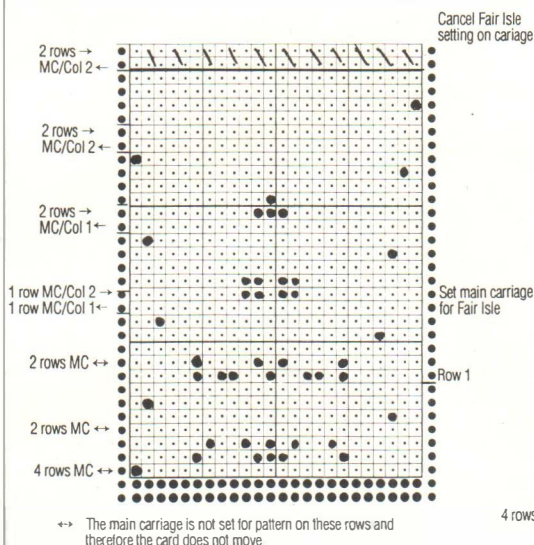 Cancel Fair Isle
setting on cariage
2 rows →
MC/Col 2 ←
2 rows →
MC/Col 2 ←
2 rows →
MC/Col 1 ←
1 row MC/Col 2 →
1 row MC/Col 1 ←
Set main carriage
for Fair Isle
2 rows MC ↔
Row 1
2 rows MC ↔
4 rows MC ↔
4 rows
↔ The main carriage is not set for pattern on these rows and
therefore the card does not move